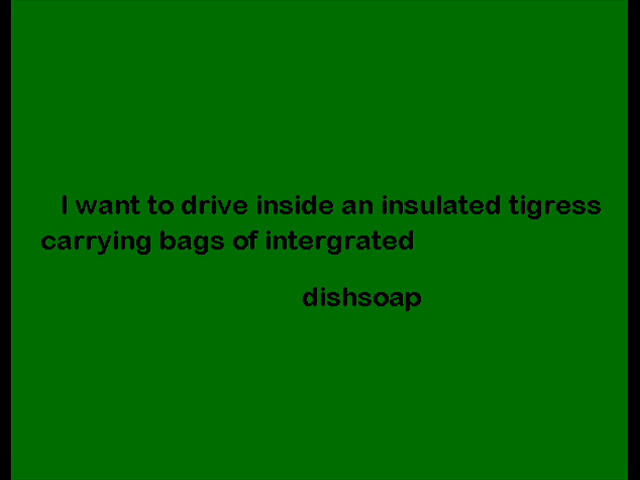 I want to drive inside an insulated tigress
carrying bags of intergrated
dishsoap